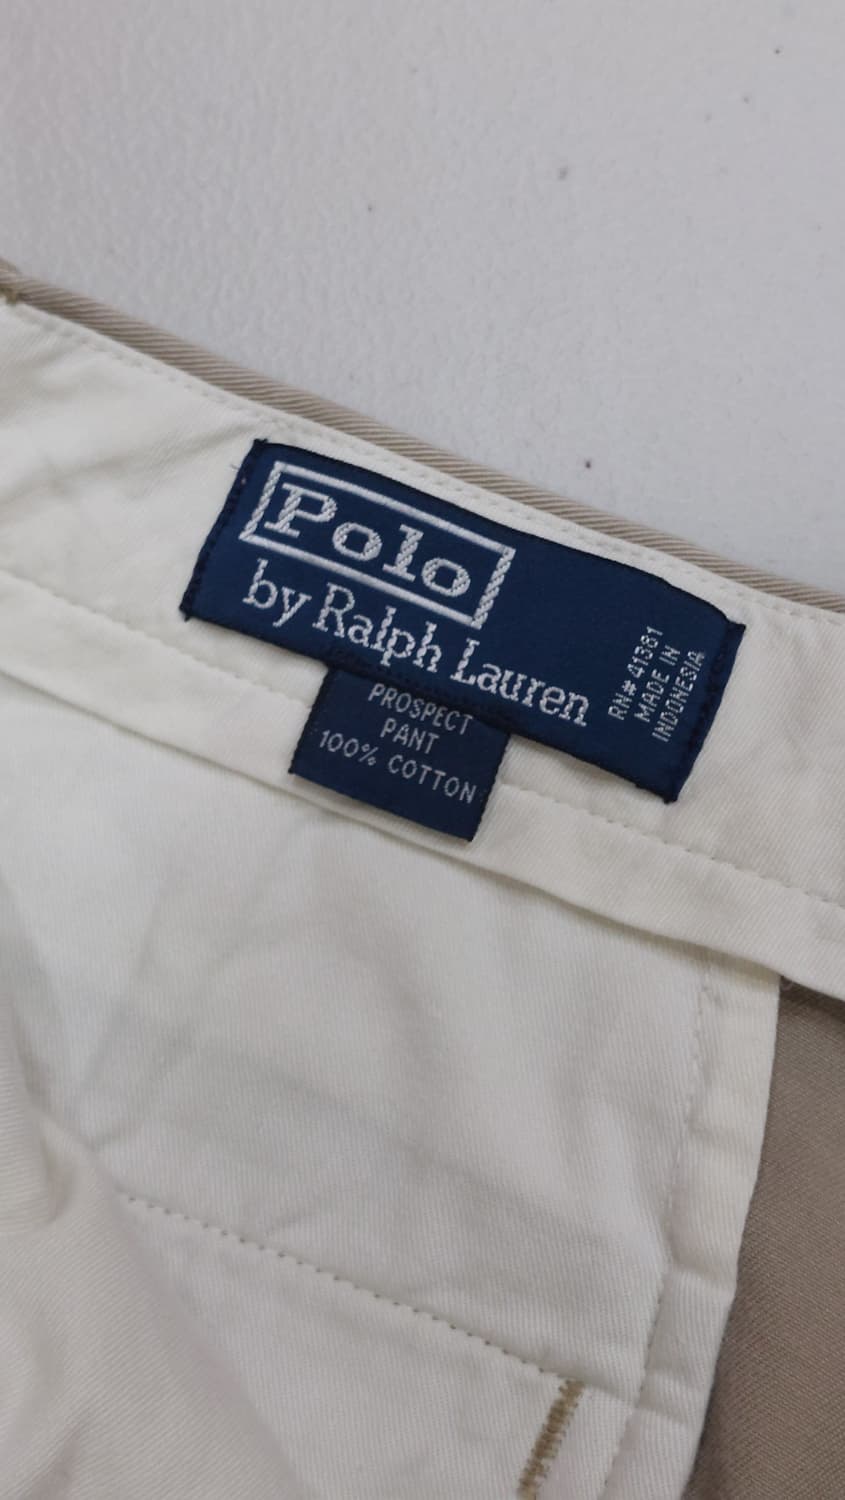 Polo
by Ralph Lauren
RN# 41381
MADE IN
INDONESIA
PROSPECT
PANT
100% COTTON